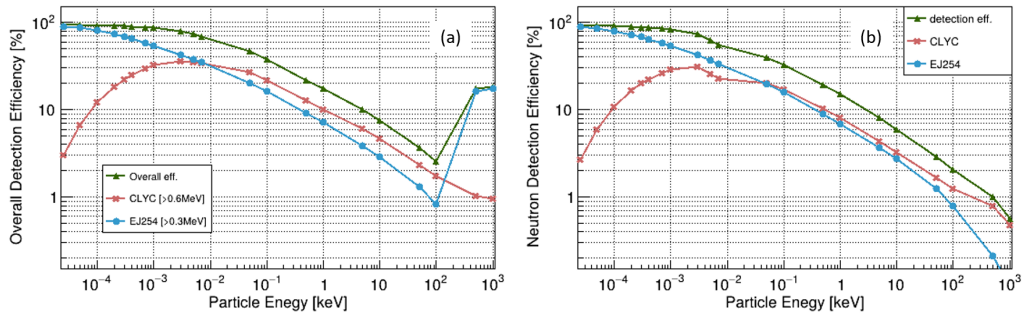 Overall Detection Efficiency [%]
10²
10
1
(a)
Overall eff.
CLYC [>0.6MeV]
EJ254 [>0.3MeV]
10⁻⁴ 10⁻³ 10⁻² 10⁻¹ 1 10 10² 10³
Particle Enegy [keV]
Neutron Detection Efficiency [%]
10²
10
1
(b)
detection eff.
CLYC
EJ254
10⁻⁴ 10⁻³ 10⁻² 10⁻¹ 1 10 10² 10³
Particle Enegy [keV]